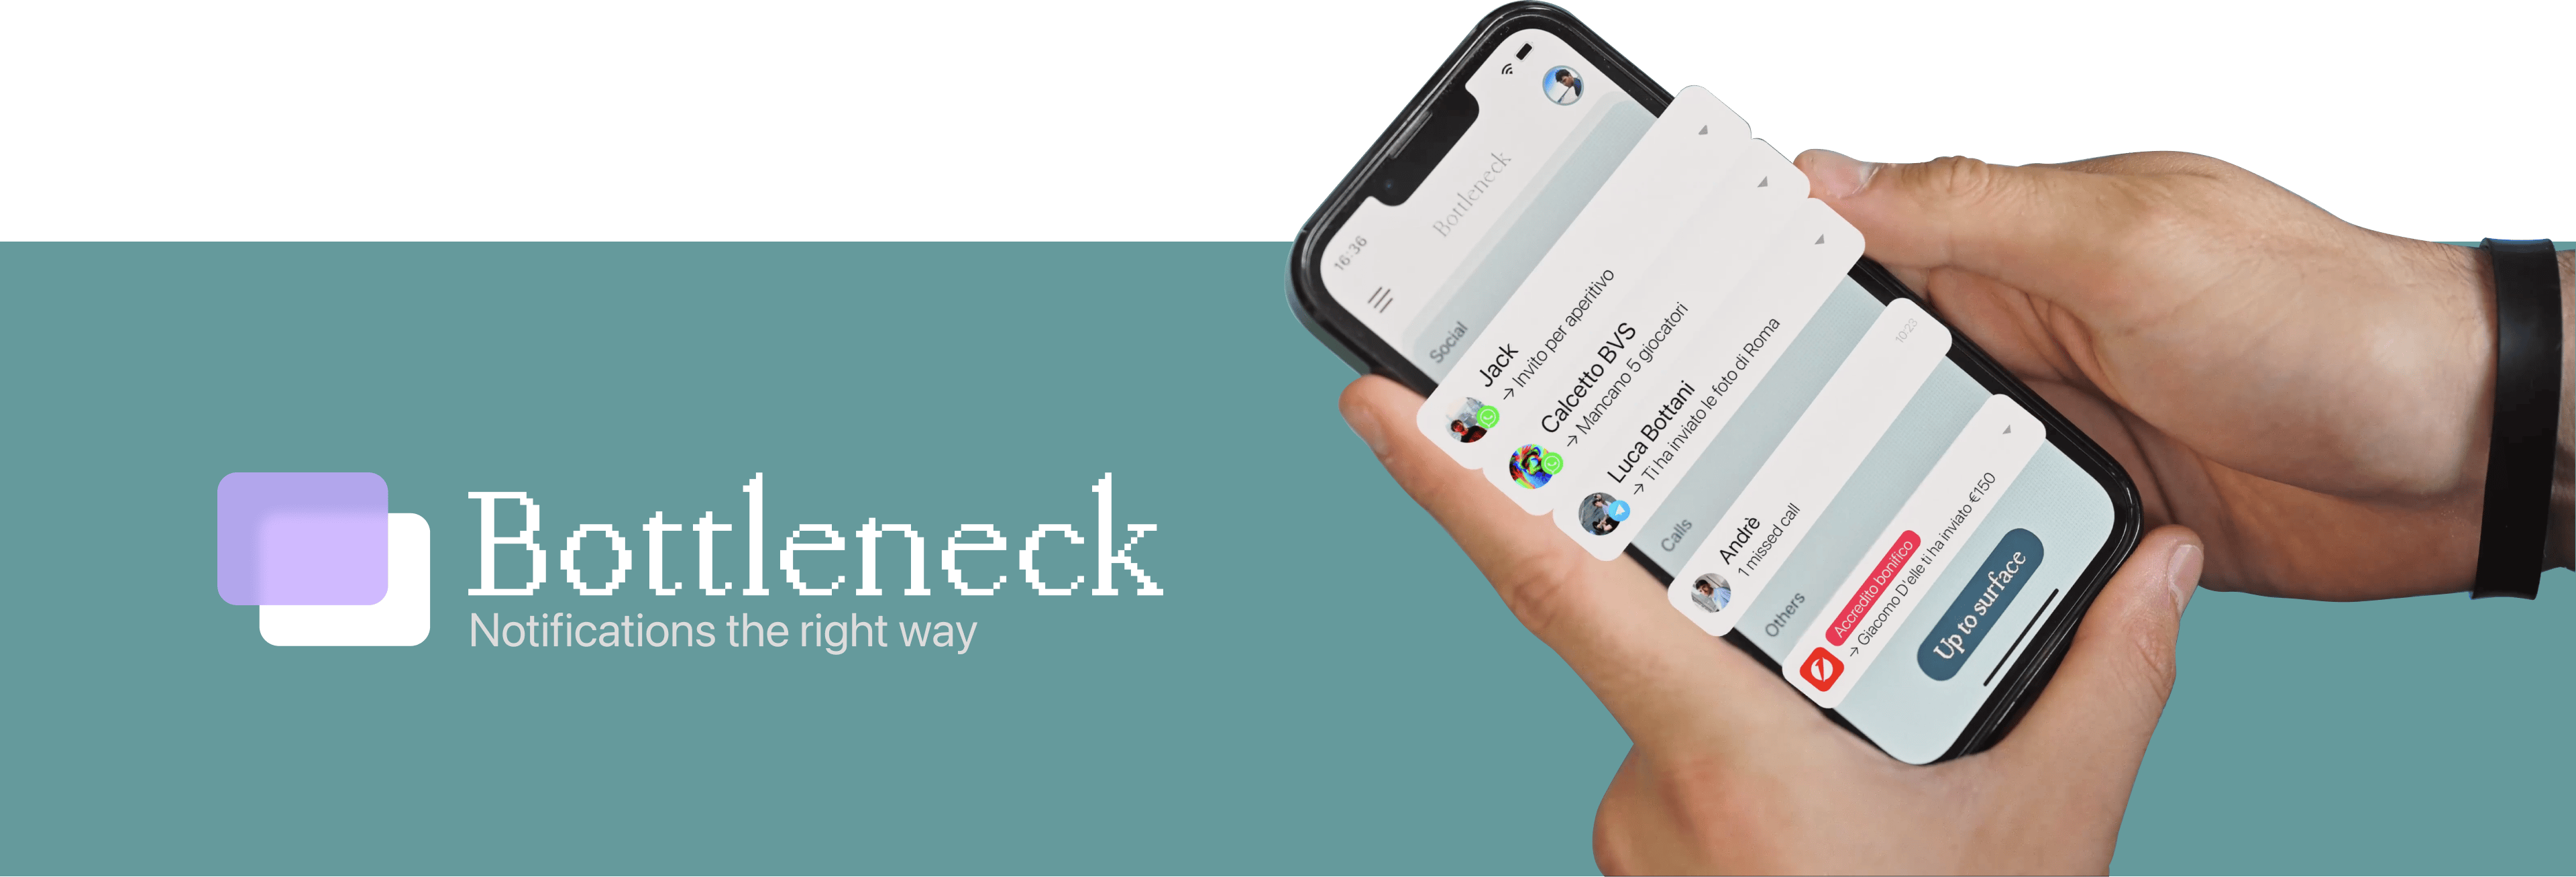 Bottleneck
Notifications the right way
16:36
Bottleneck
Social
Jack
→ Invito per aperitivo
Calcetto BVS
→ Mancano 5 giocatori
Luca Bottani
→ Ti ha inviato le foto di Roma
Calls
Andrè
10:23
1 missed call
Others
Accredito bonifico
→ Giacomo D'elle ti ha inviato €150
Up to surface